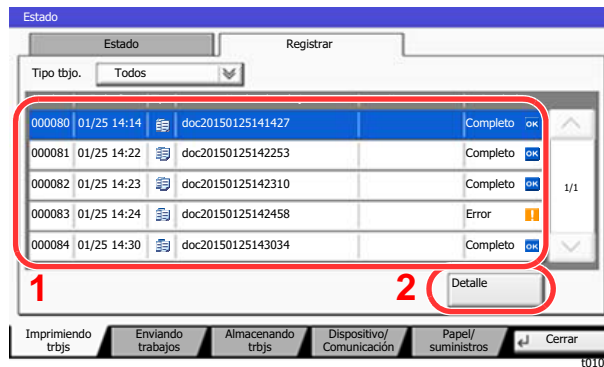 Estado
Estado Registrar
Tipo tbjo. Todos
000080 01/25 14:14 doc20150125141427 Completo OK
000081 01/25 14:22 doc20150125142253 Completo OK
000082 01/25 14:23 doc20150125142310 Completo OK
1/1
000083 01/25 14:24 doc20150125142458 Error !
000084 01/25 14:30 doc20150125143034 Completo OK
1 2 Detalle
Imprimiendo Enviando Almacenando Dispositivo/ Papel/ Cerrar
trbjs trabajos trbjs Comunicación suministros
t010